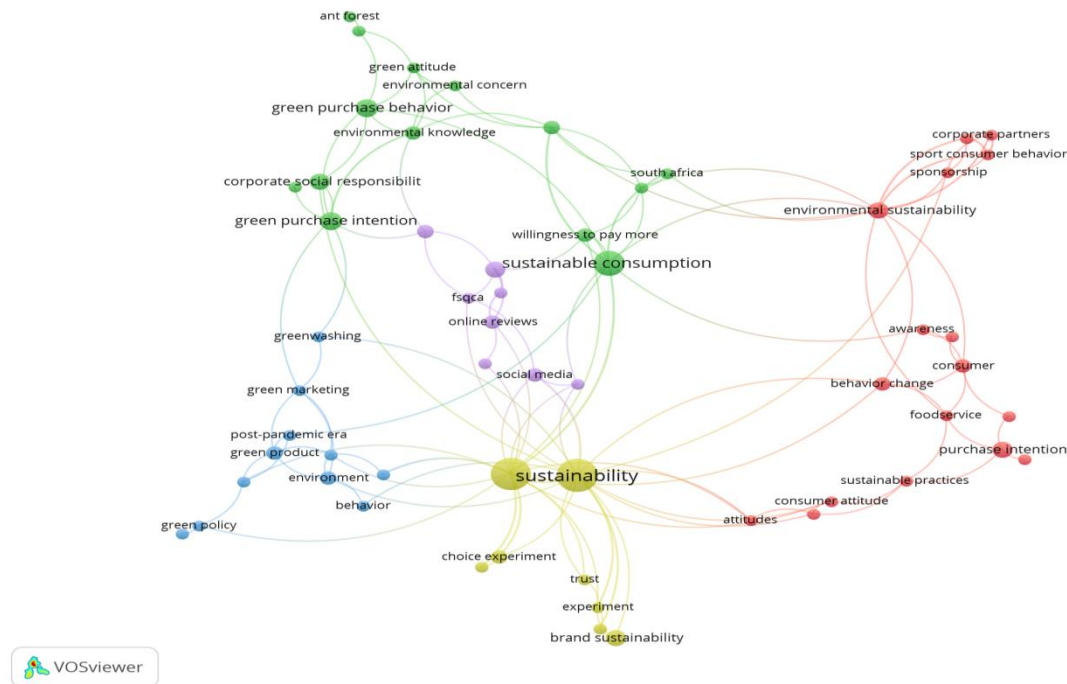 ant forest
green attitude
environmental concern
green purchase behavior
environmental knowledge
corporate partners
sport consumer behavior
sponsorship
south africa
corporate social responsibilit
environmental sustainability
green purchase intention
willingness to pay more
sustainable consumption
fsqca
online reviews
awareness
greenwashing
social media
consumer
behavior change
green marketing
foodservice
post-pandemic era
green product
purchase intention
sustainability
environment
sustainable practices
behavior
consumer attitude
attitudes
green policy
choice experiment
trust
experiment
brand sustainability
VOSviewer